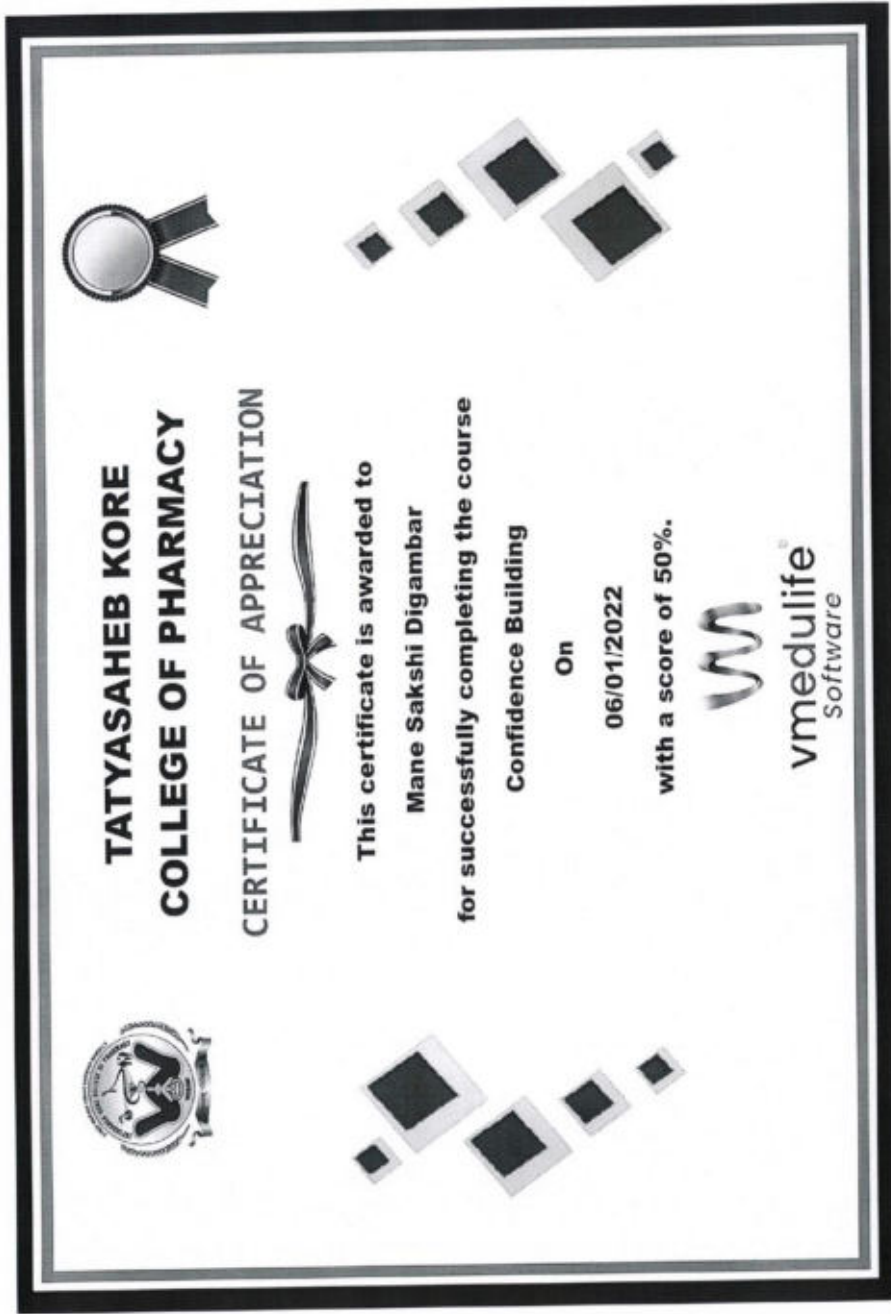 TATYASAHEB KORE
COLLEGE OF PHARMACY
CERTIFICATE OF APPRECIATION
This certificate is awarded to
Mane Sakshi Digambar
for successfully completing the course
Confidence Building
On
06/01/2022
with a score of 50%.
vmedulife
Software